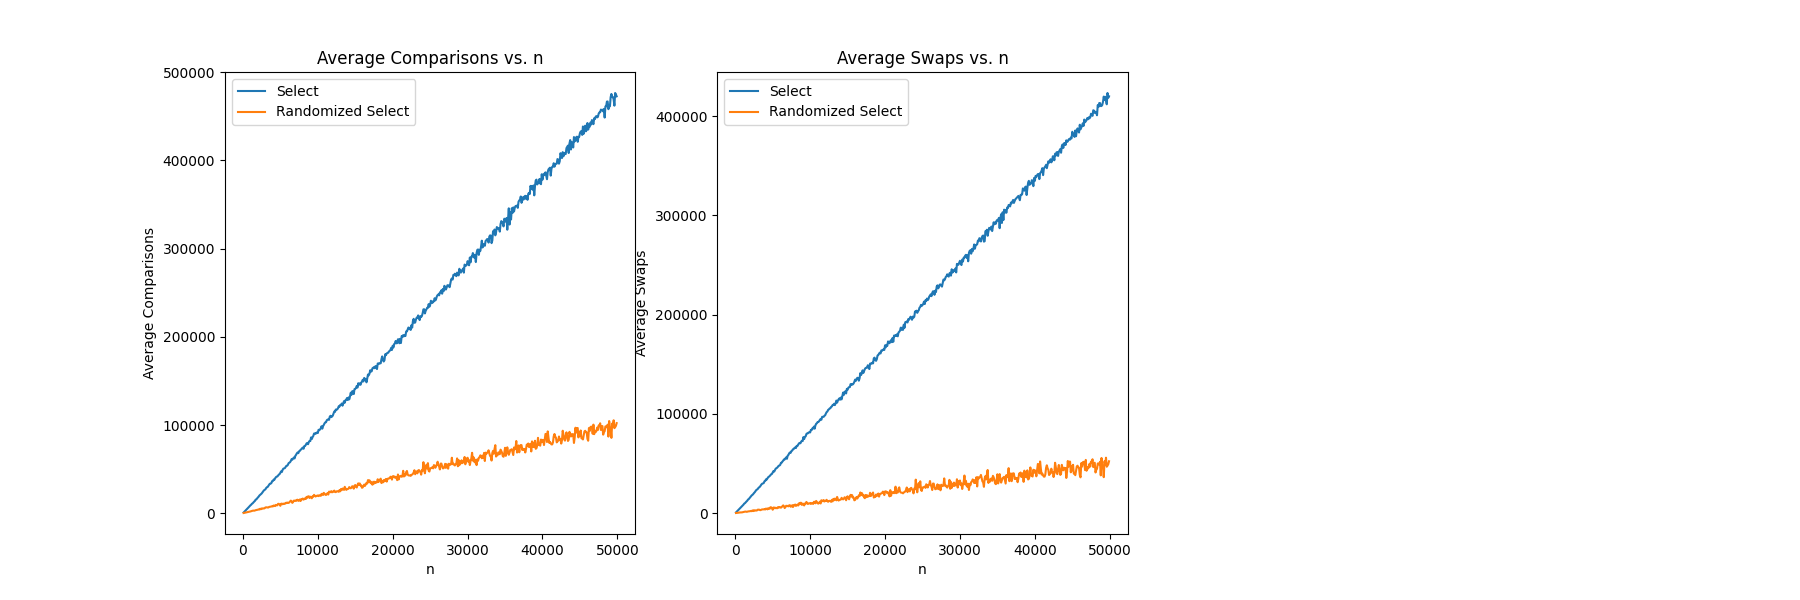 Average Comparisons vs. n
Select
Randomized Select
Average Comparisons
500000
400000
300000
200000
100000
0
0 10000 20000 30000 40000 50000
n
Average Swaps vs. n
Select
Randomized Select
Average Swaps
400000
300000
200000
100000
0
0 10000 20000 30000 40000 50000
n